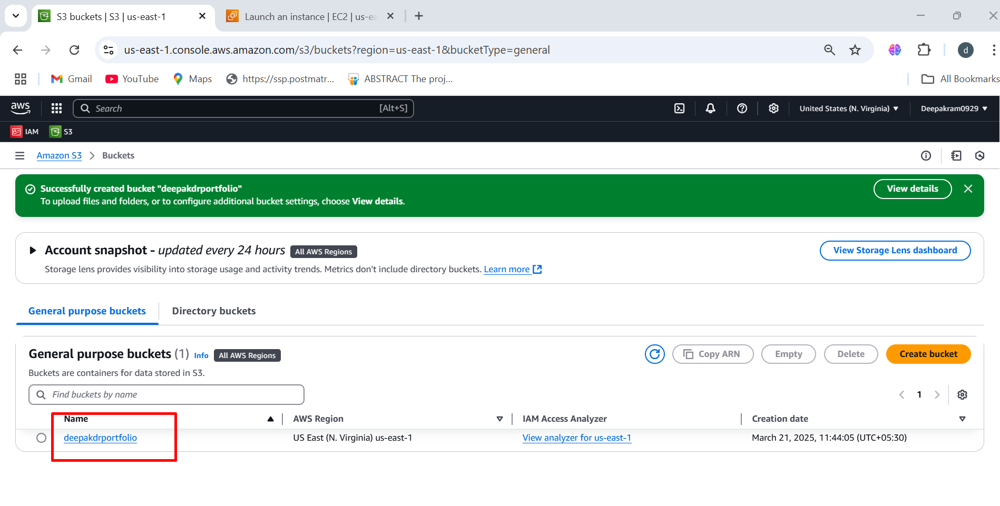 S3 buckets | S3 | us-east-1
Launch an instance | EC2 | us-ea
us-east-1.console.aws.amazon.com/s3/buckets?region=us-east-1&bucketType=general
d
Gmail
YouTube
Maps
https://ssp.postmatr...
ABSTRACT The proj...
All Bookmarks
aws
Search
[Alt+S]
United States (N. Virginia)
Deepakram0929
IAM
S3
Amazon S3
Buckets
Successfully created bucket "deepakdrportfolio"
To upload files and folders, or to configure additional bucket settings, choose View details.
View details
Account snapshot - updated every 24 hours
All AWS Regions
View Storage Lens dashboard
Storage lens provides visibility into storage usage and activity trends. Metrics don't include directory buckets. Learn more
General purpose buckets
Directory buckets
General purpose buckets (1)
Info
All AWS Regions
Copy ARN
Empty
Delete
Create bucket
Buckets are containers for data stored in S3.
Find buckets by name
1
Name
AWS Region
IAM Access Analyzer
Creation date
deepakdrportfolio
US East (N. Virginia) us-east-1
View analyzer for us-east-1
March 21, 2025, 11:44:05 (UTC+05:30)